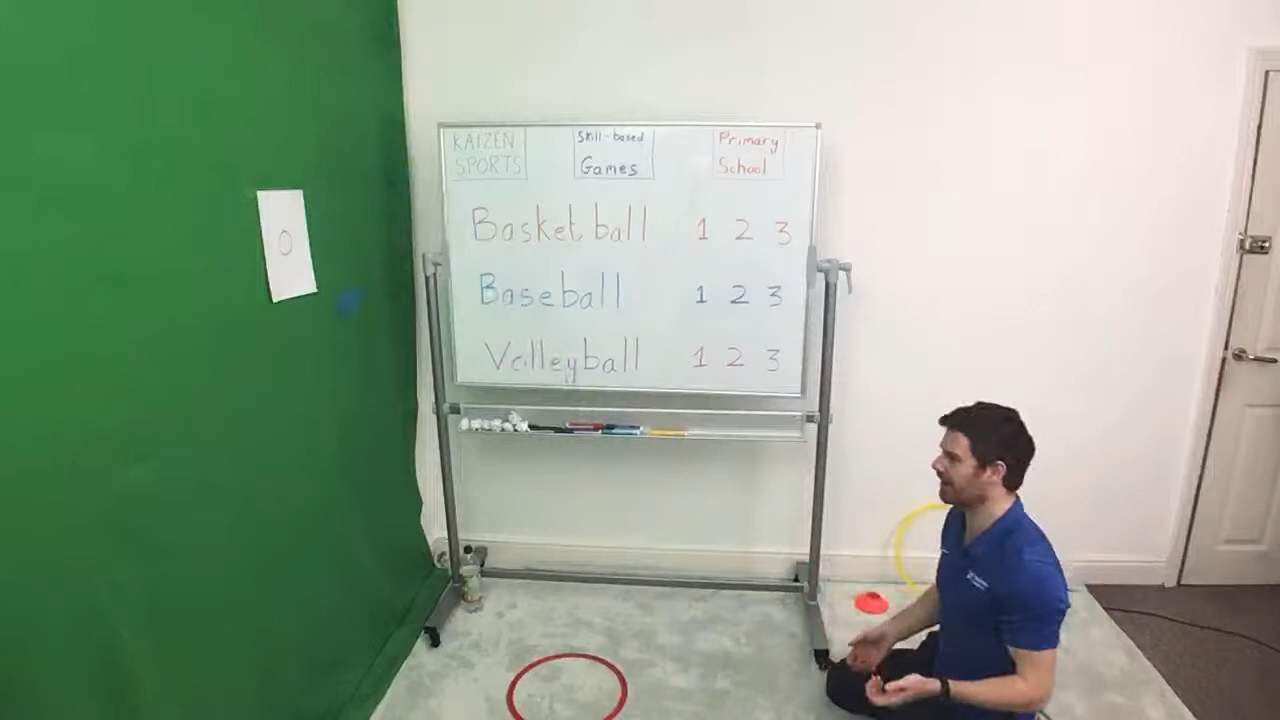 KAIZEN
SPORTS
Skill-based
Games
Primary
School
Basketball 1 2 3
Baseball 1 2 3
Volleyball 1 2 3
0